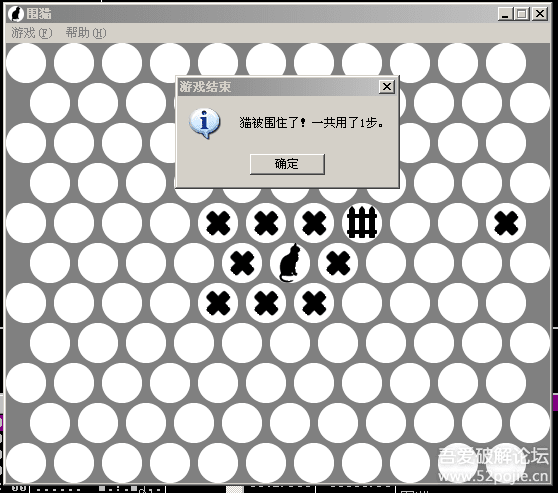 围猫
游戏(F) 帮助(H)
游戏结束
猫被围住了！一共用了1步。
确定
吾爱破解论坛
www.52pojie.cn